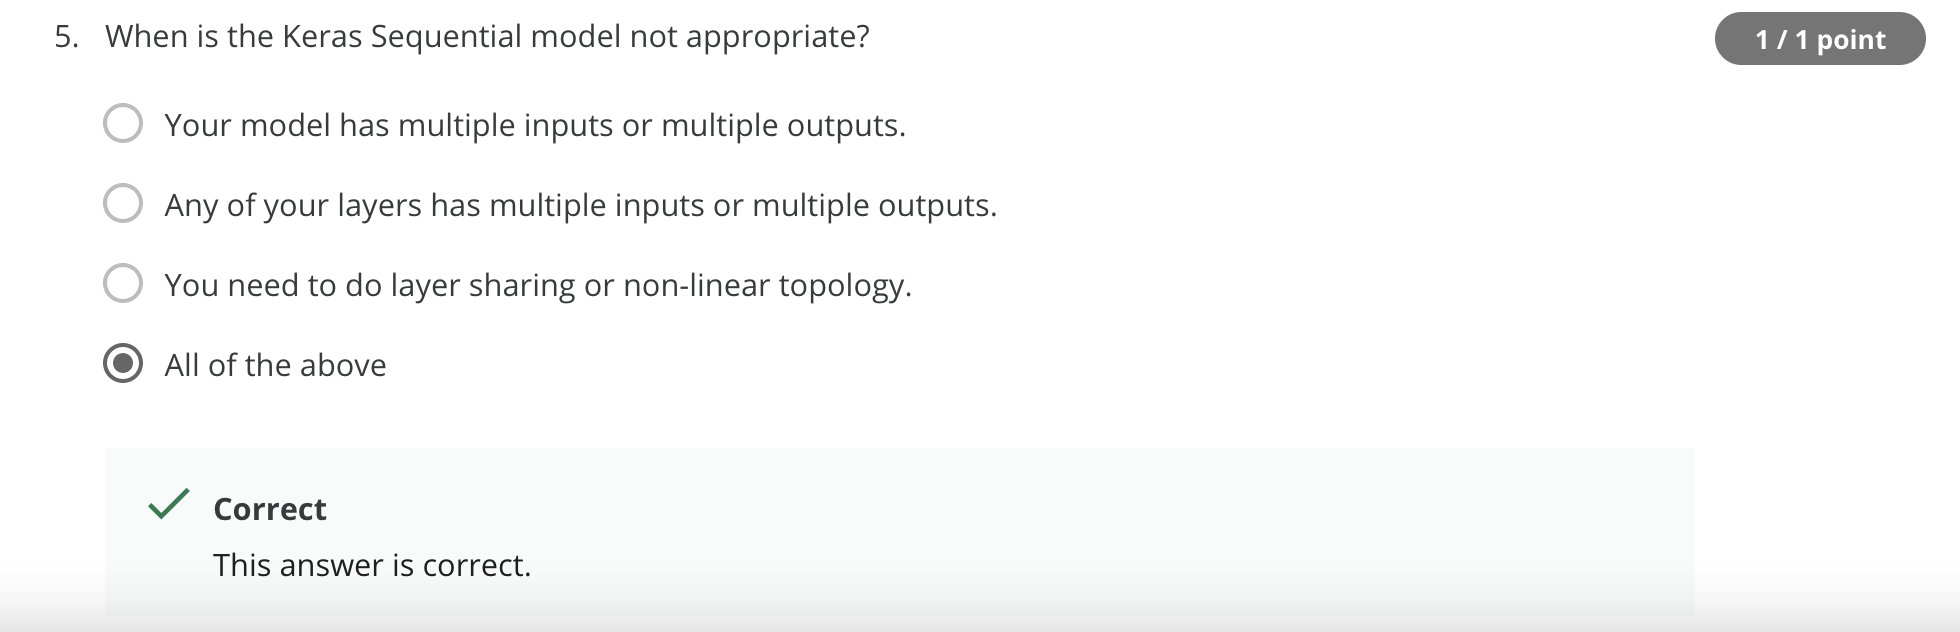 5. When is the Keras Sequential model not appropriate?
1 / 1 point
Your model has multiple inputs or multiple outputs.
Any of your layers has multiple inputs or multiple outputs.
You need to do layer sharing or non-linear topology.
All of the above
Correct
This answer is correct.